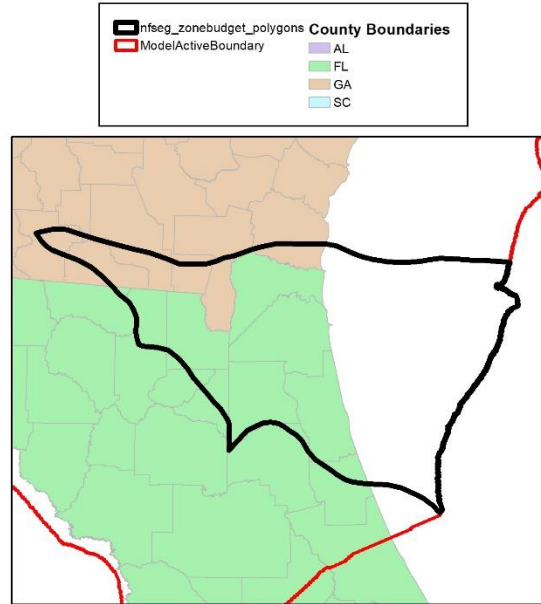 nfseg_zonebudget_polygons
ModelActiveBoundary
County Boundaries
AL
FL
GA
SC